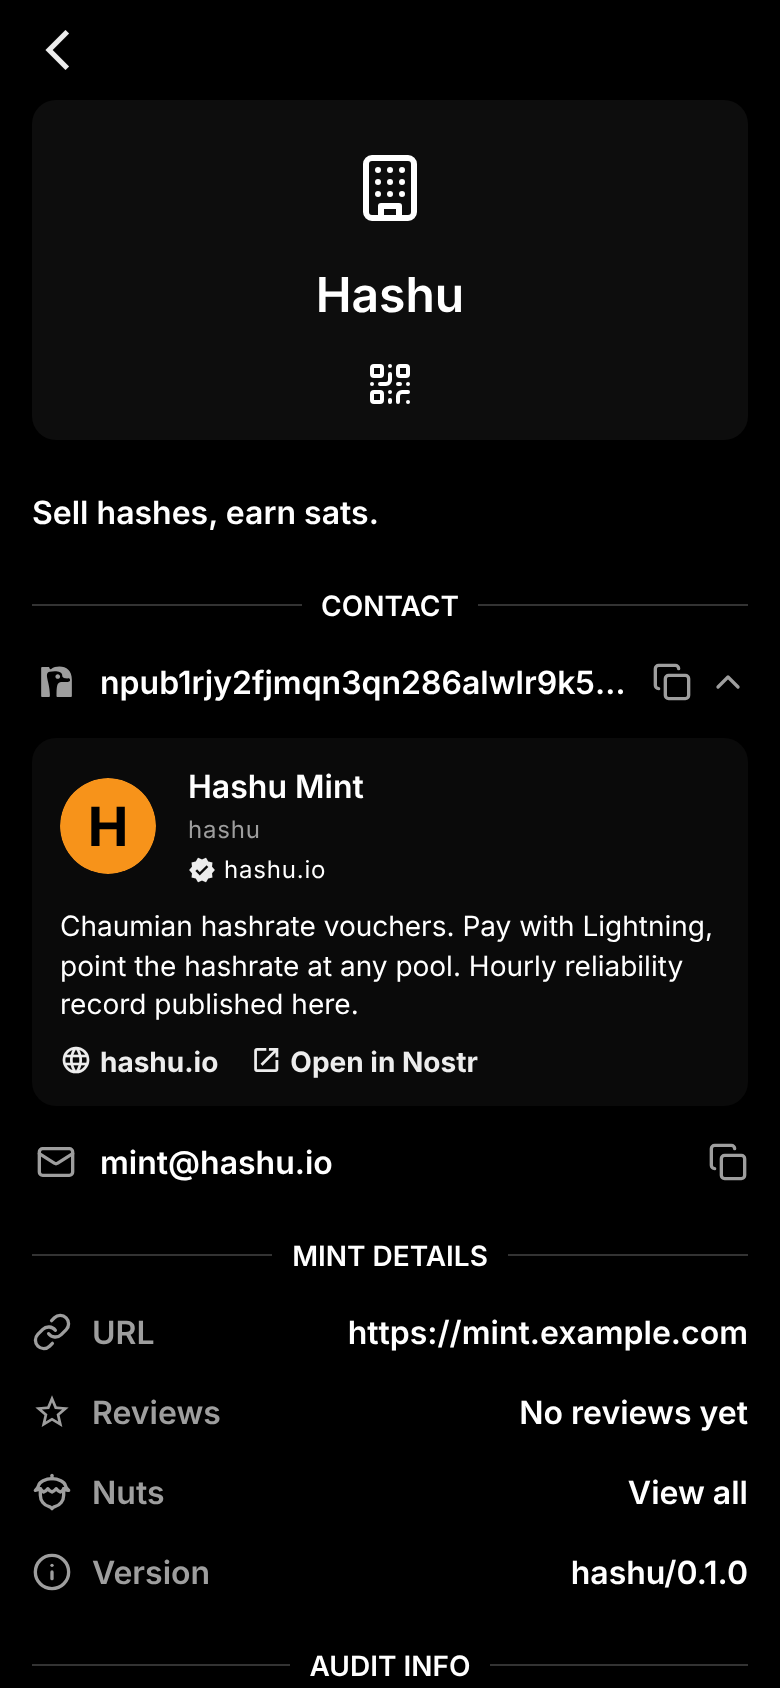 Hashu
Sell hashes, earn sats.
CONTACT
npub1rjy2fjmqn3qn286alwlr9k5...
H
Hashu Mint
hashu
hashu.io
Chaumian hashrate vouchers. Pay with Lightning,
point the hashrate at any pool. Hourly reliability
record published here.
hashu.io Open in Nostr
mint@hashu.io
MINT DETAILS
URL https://mint.example.com
Reviews No reviews yet
Nuts View all
Version hashu/0.1.0
AUDIT INFO